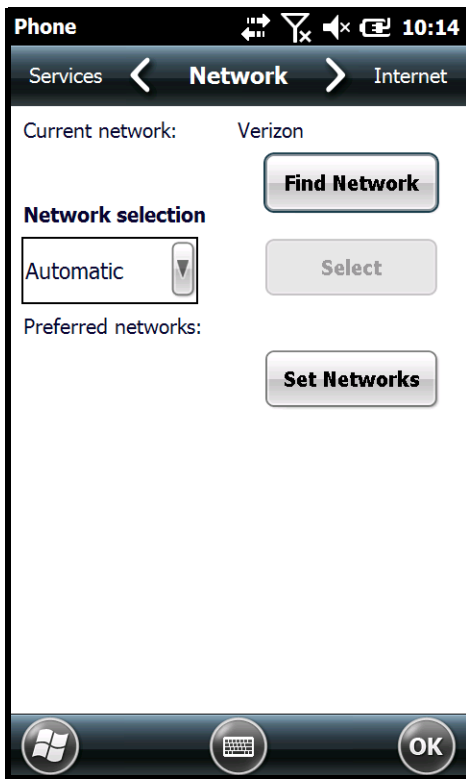 Phone 10:14
Services Network Internet
Current network: Verizon
Find Network
Network selection
Automatic Select
Preferred networks:
Set Networks
OK